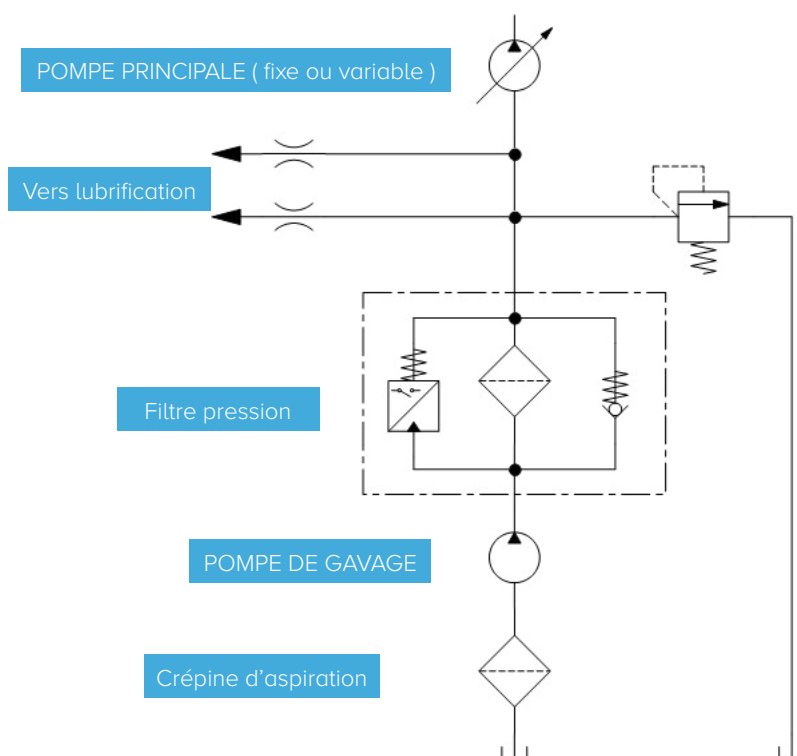 POMPE PRINCIPALE ( fixe ou variable )
Vers lubrification
Filtre pression
POMPE DE GAVAGE
Crépine d’aspiration